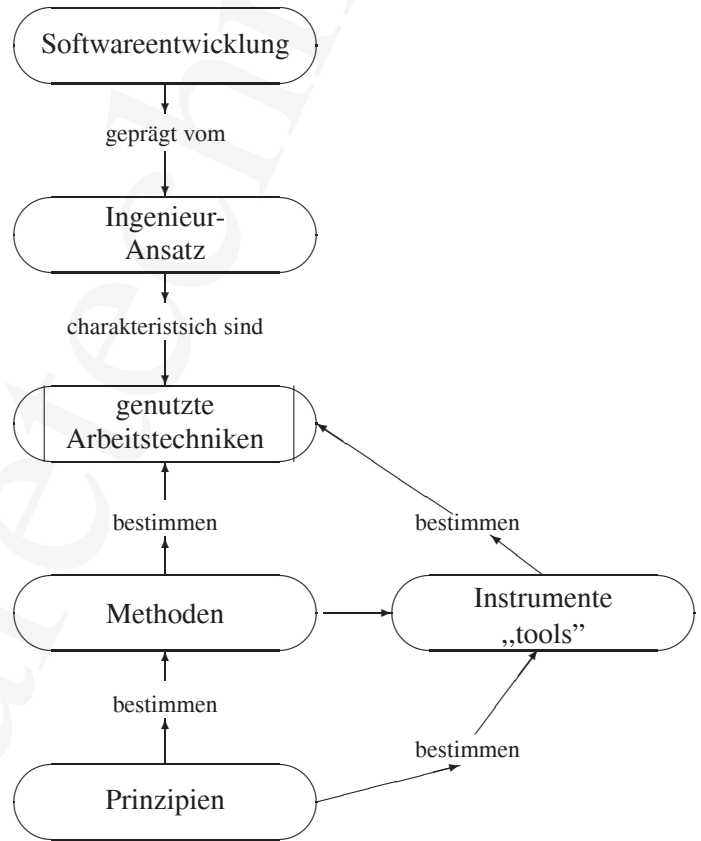 Softwareentwicklung
geprägt vom
Ingenieur-
Ansatz
charakteristsich sind
genutzte
Arbeitstechniken
bestimmen
bestimmen
Methoden
Instrumente
„tools”
bestimmen
bestimmen
Prinzipien